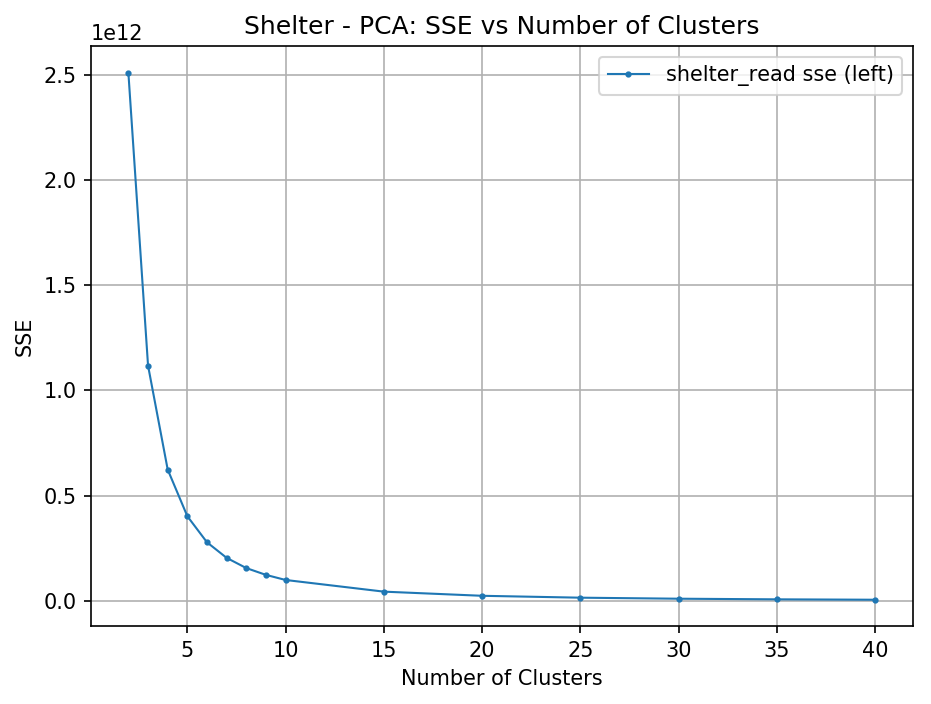 Shelter - PCA: SSE vs Number of Clusters
1e12
shelter_read sse (left)
2.5
2.0
1.5
1.0
0.5
0.0
SSE
5 10 15 20 25 30 35 40
Number of Clusters